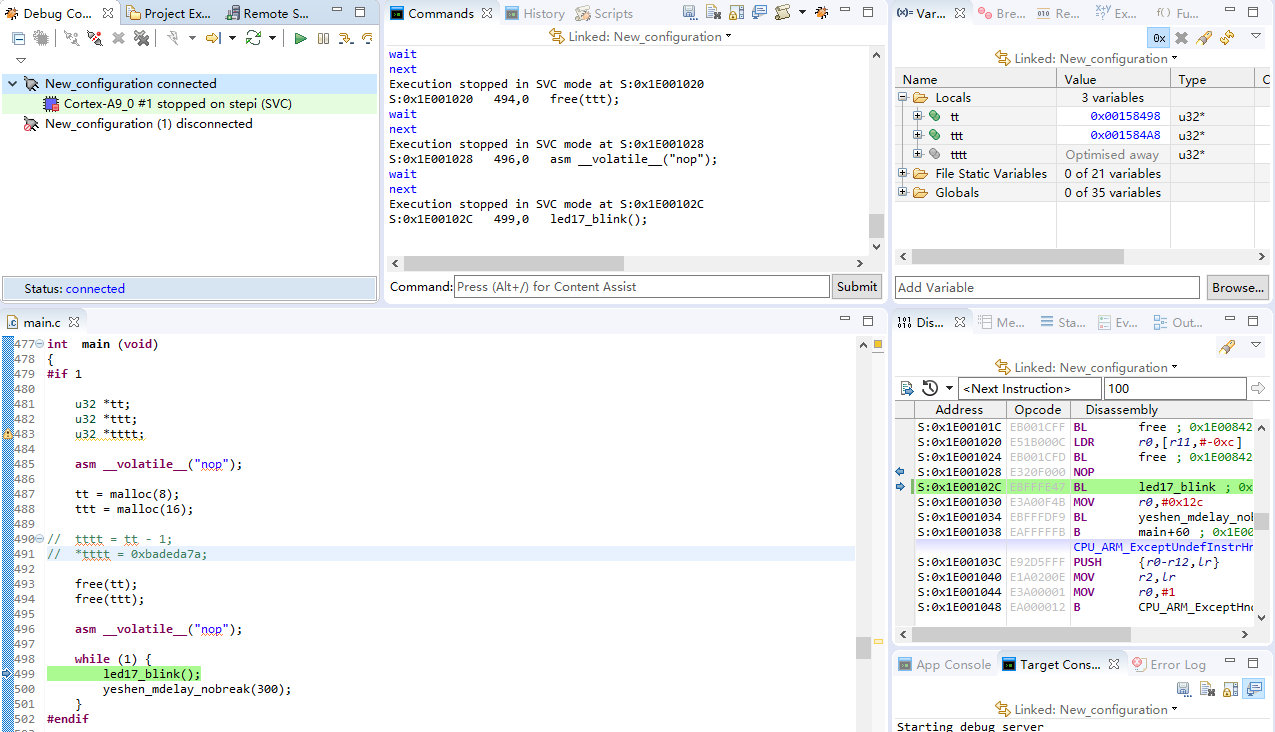 Debug Co...
Project Ex...
Remote S...
New_configuration connected
Cortex-A9_0 #1 stopped on stepi (SVC)
New_configuration (1) disconnected
Status: connected
Commands
History
Scripts
Linked: New_configuration
wait
next
Execution stopped in SVC mode at S:0x1E001020
S:0x1E001020   494,0   free(ttt);
wait
next
Execution stopped in SVC mode at S:0x1E001028
S:0x1E001028   496,0   asm __volatile__("nop");
wait
next
Execution stopped in SVC mode at S:0x1E00102C
S:0x1E00102C   499,0   led17_blink();
Command: Press (Alt+/) for Content Assist Submit
(x)= Var...
Bre...
Re...
Ex...
Fu...
0x
Linked: New_configuration
Name Value Type C
Locals 3 variables
tt 0x00158498 u32*
ttt 0x001584A8 u32*
tttt Optimised away u32*
File Static Variables 0 of 21 variables
Globals 0 of 35 variables
Add Variable Browse...
main.c
477 int  main (void)
478 {
479 #if 1
480
481     u32 *tt;
482     u32 *ttt;
483     u32 *tttt;
484
485     asm __volatile__("nop");
486
487     tt = malloc(8);
488     ttt = malloc(16);
489
490 //  tttt = tt - 1;
491 //  *tttt = 0xbadeda7a;
492
493     free(tt);
494     free(ttt);
495
496     asm __volatile__("nop");
497
498     while (1) {
499         led17_blink();
500         yeshen_mdelay_nobreak(300);
501     }
502 #endif
Dis...
Me...
Sta...
Ev...
Out...
Linked: New_configuration
<Next Instruction> 100
Address Opcode Disassembly
S:0x1E00101C EB001CFF BL free ; 0x1E00842
S:0x1E001020 E51B000C LDR r0,[r11,#-0xc]
S:0x1E001024 EB001CFD BL free ; 0x1E00842
S:0x1E001028 E320F000 NOP
S:0x1E00102C EBFFFE47 BL led17_blink ; 0x
S:0x1E001030 E3A00F4B MOV r0,#0x12c
S:0x1E001034 EBFFFDF9 BL yeshen_mdelay_nob
S:0x1E001038 EAFFFFFB B main+60 ; 0x1E00
CPU_ARM_ExceptUndefInstrHn
S:0x1E00103C E92D5FFF PUSH {r0-r12,lr}
S:0x1E001040 E1A0200E MOV r2,lr
S:0x1E001044 E3A00001 MOV r0,#1
S:0x1E001048 EA000012 B CPU_ARM_ExceptHnd
App Console
Target Cons...
Error Log
Linked: New_configuration
Starting debug server